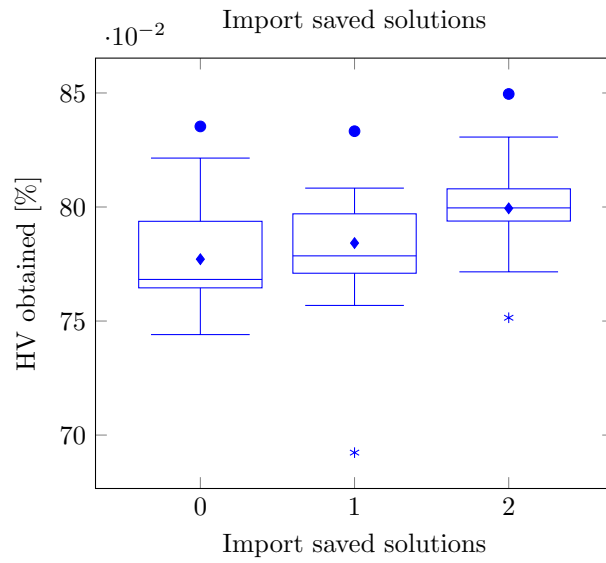 Import saved solutions
·10−2
85
80
75
70
HV obtained [%]
0 1 2
Import saved solutions